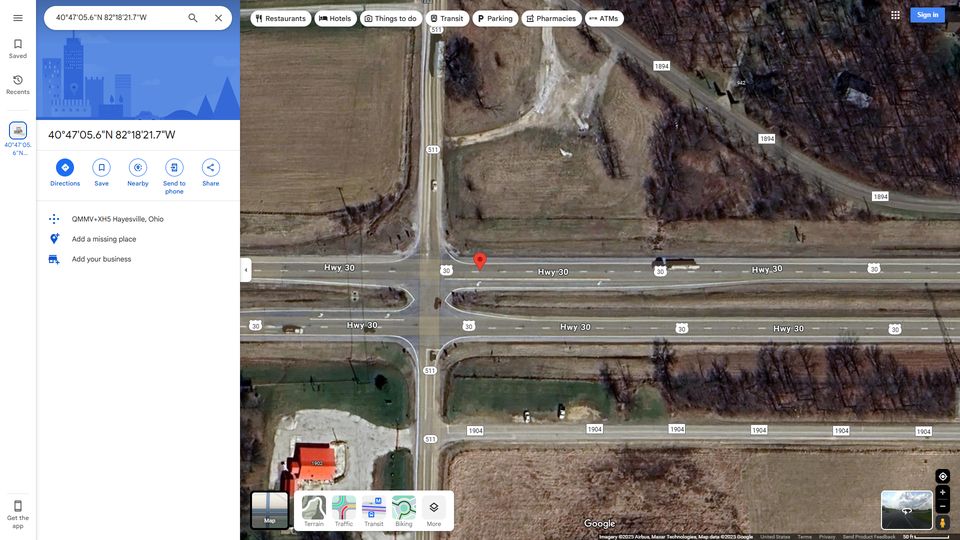 40°47'05.6"N 82°18'21.7"W
Restaurants
Hotels
Things to do
Transit
Parking
Pharmacies
ATMs
Sign in
Saved
Recents
40°47'05.
6"N...
40°47'05.6"N 82°18'21.7"W
Directions
Save
Nearby
Send to
phone
Share
QMMV+XH5 Hayesville, Ohio
Add a missing place
Add your business
511
1894
942
1894
511
1894
Hwy 30
30
Hwy 30
30
Hwy 30
30
30
Hwy 30
30
Hwy 30
30
Hwy 30
30
511
1904
1904
1904
1904
1904
1904
511
1902
Get the
app
Map
Terrain
Traffic
Transit
Biking
More
Google
Imagery ©2025 Airbus, Maxar Technologies, Map data ©2025 Google
United States
Terms
Privacy
Send Product Feedback
50 ft